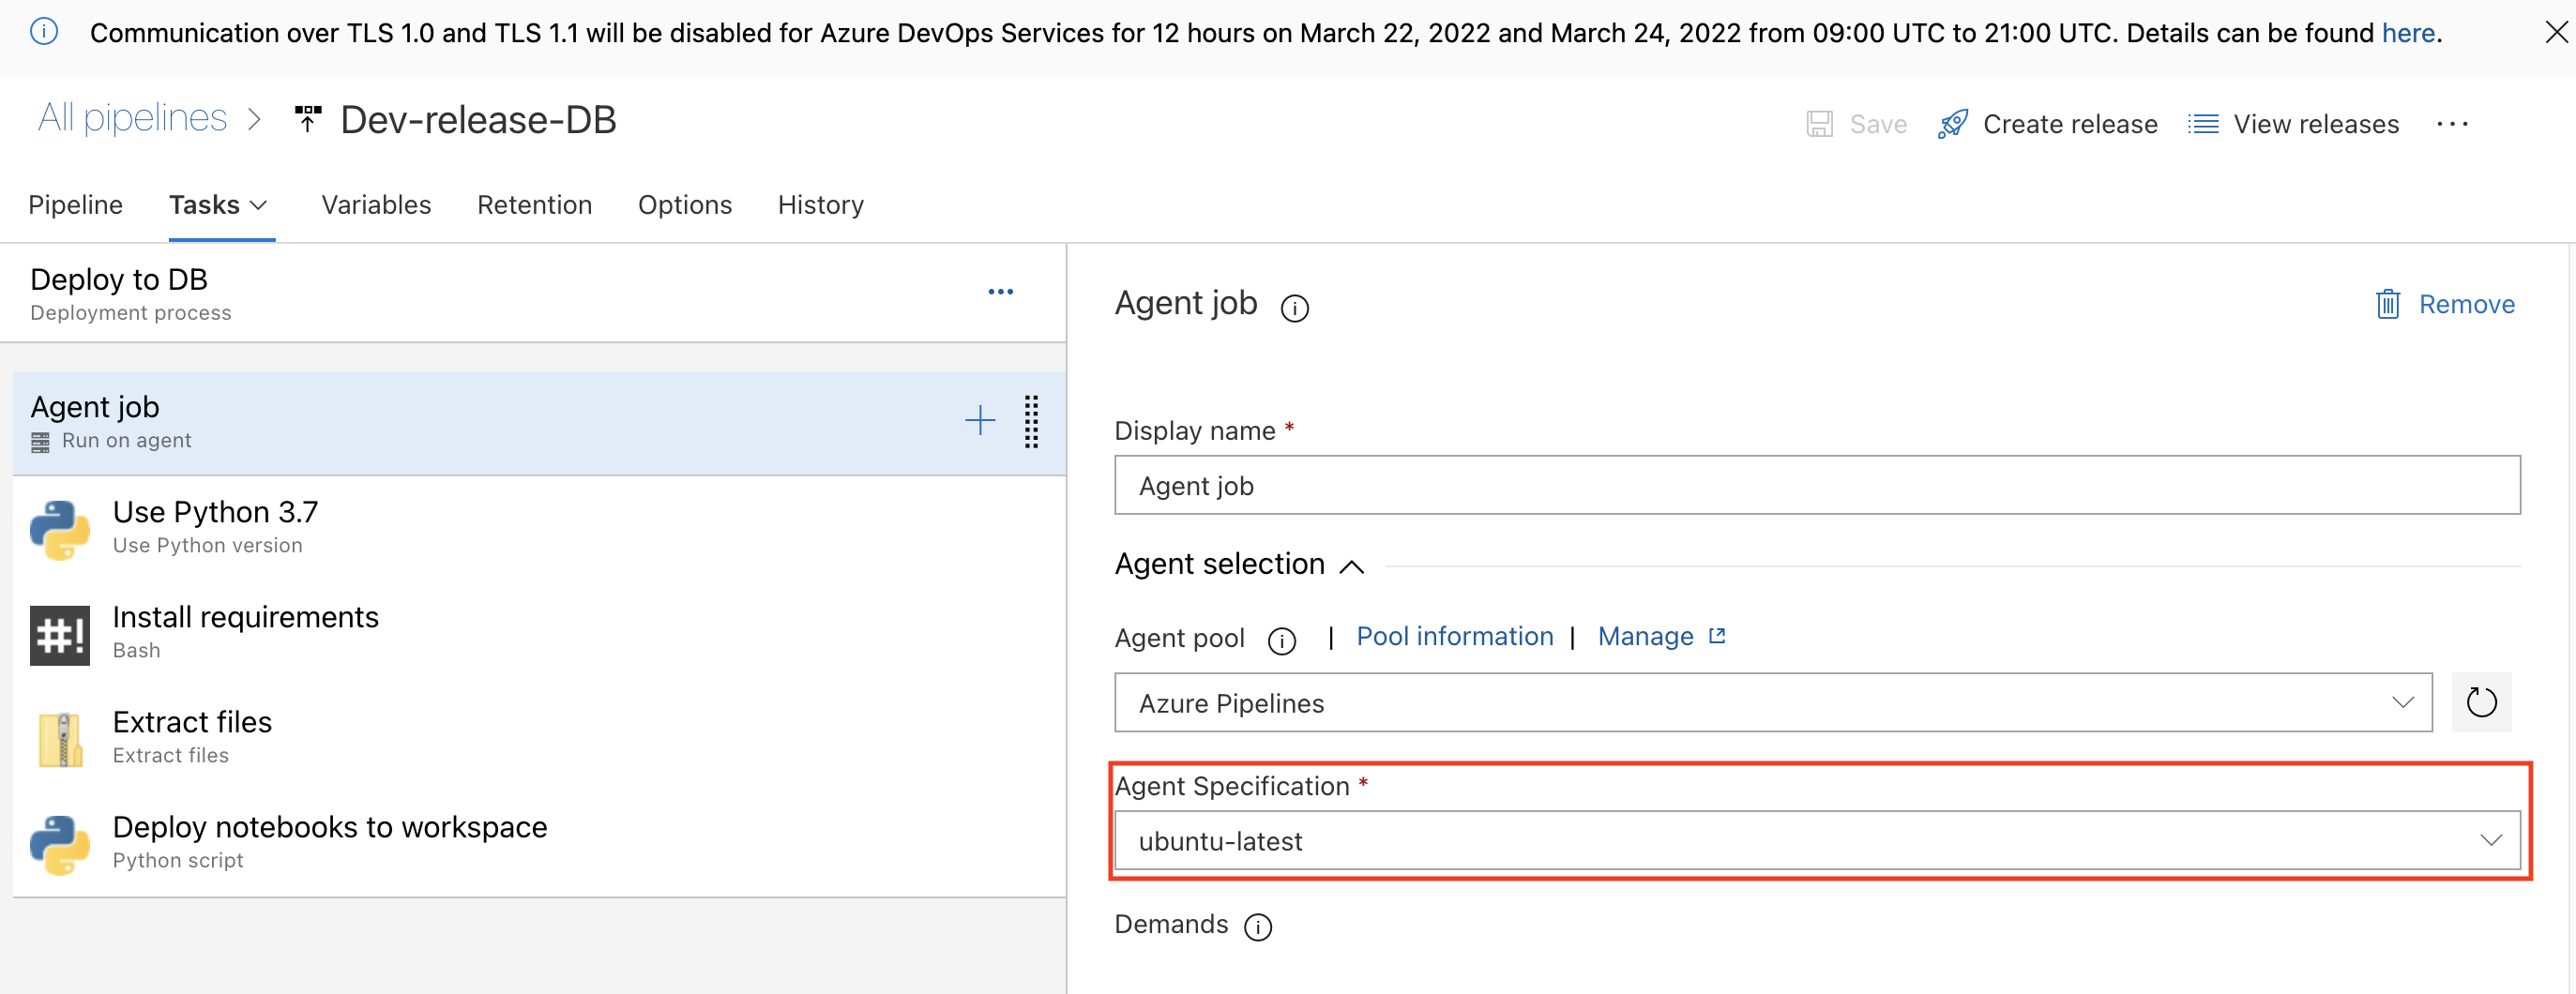 Communication over TLS 1.0 and TLS 1.1 will be disabled for Azure DevOps Services for 12 hours on March 22, 2022 and March 24, 2022 from 09:00 UTC to 21:00 UTC. Details can be found here.
All pipelines > Dev-release-DB
Save Create release View releases ...
Pipeline Tasks Variables Retention Options History
Deploy to DB
Deployment process
Agent job
Run on agent
Use Python 3.7
Use Python version
#!
Install requirements
Bash
Extract files
Extract files
Deploy notebooks to workspace
Python script
Agent job
Remove
Display name *
Agent job
Agent selection
Agent pool | Pool information | Manage
Azure Pipelines
Agent Specification *
ubuntu-latest
Demands